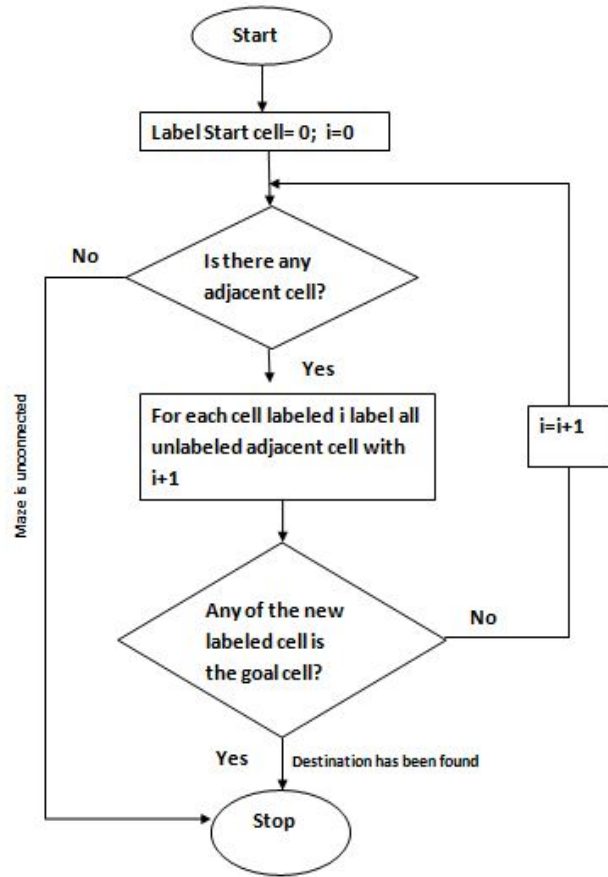 Start
Label Start cell= 0;  i=0
No
Is there any
adjacent cell?
Yes
For each cell labeled i label all
unlabeled adjacent cell with
i+1
i=i+1
Maze is unconnected
Any of the new
labeled cell is
the goal cell?
No
Yes
Destination has been found
Stop